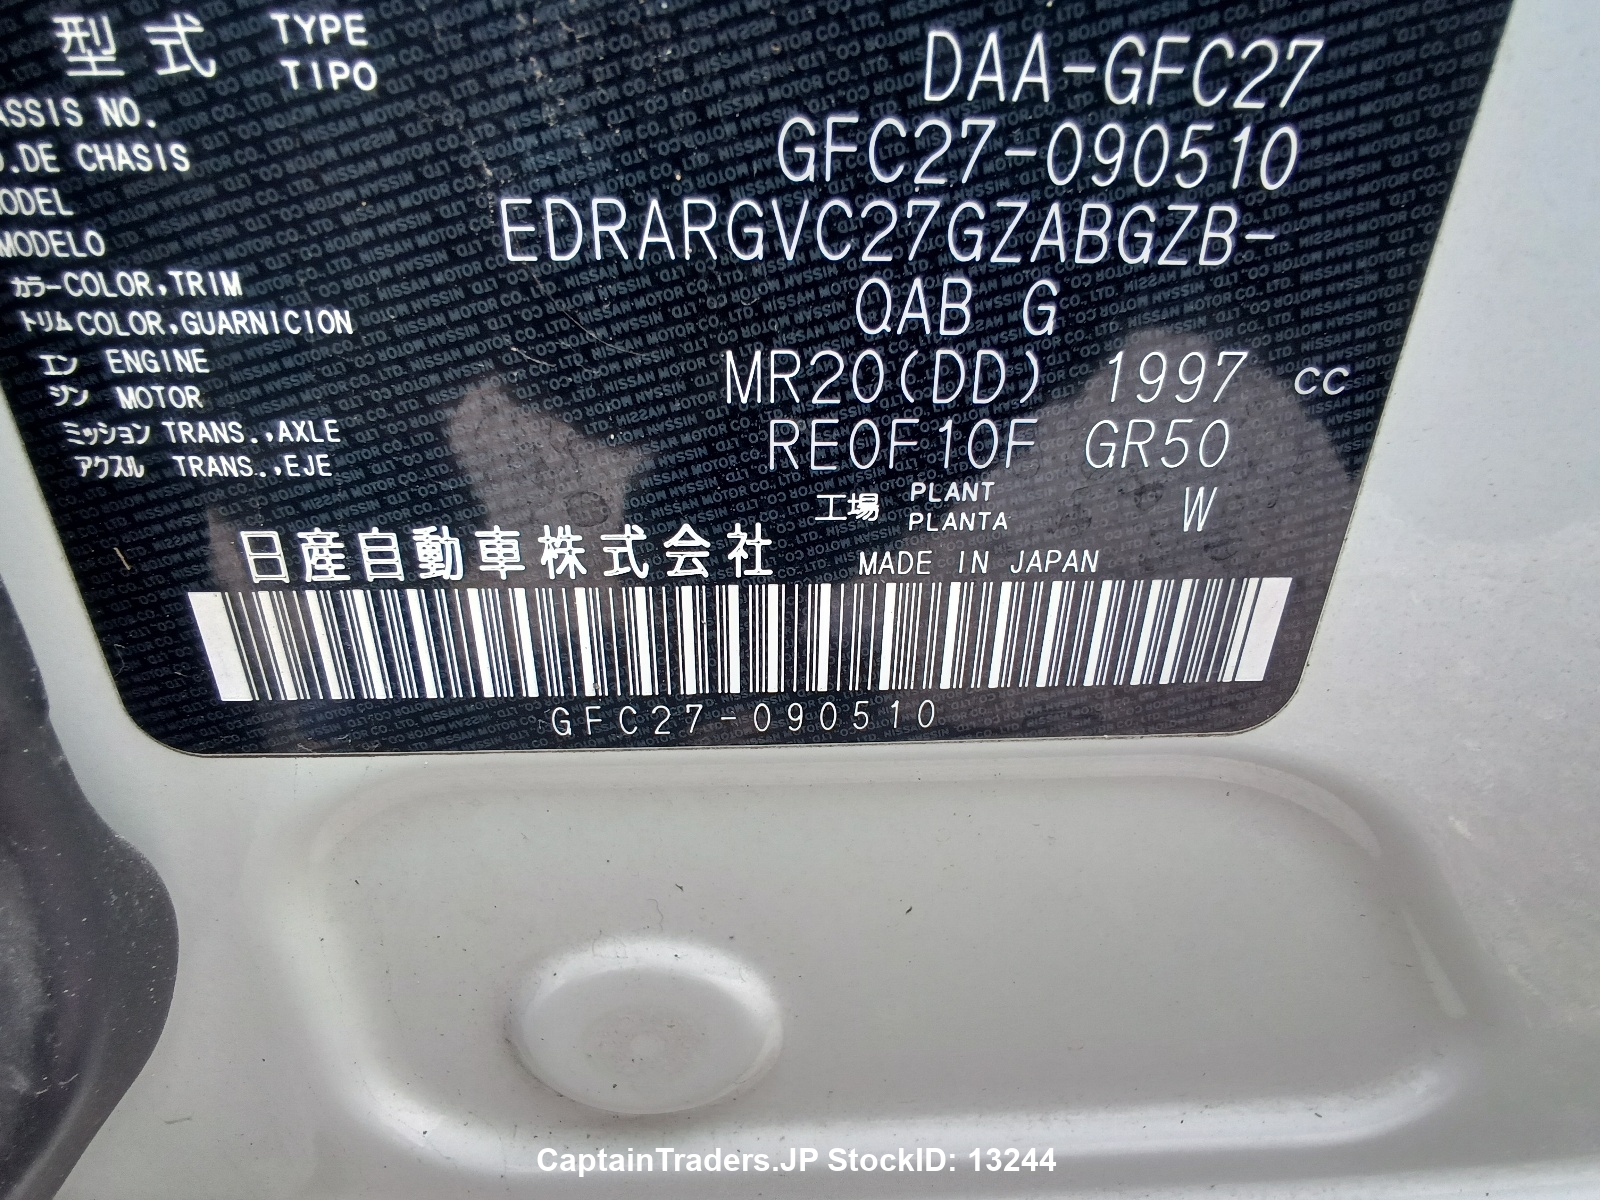 型式 TYPE DAA-GFC27
TIPO
ASSIS NO. GFC27-090510
O.DE CHASIS
ODEL EDRARGVC27GZABGZB-
MODELO
カラー COLOR,TRIM QAB G
トリム COLOR,GUARNICION
エン ENGINE MR20(DD) 1997 cc
ジン MOTOR
ミッション TRANS.,AXLE RE0F10F GR50
アクスル TRANS.,EJE
工場 PLANT W
PLANTA
日産自動車株式会社 MADE IN JAPAN
GFC27-090510
CaptainTraders.JP StockID: 13244